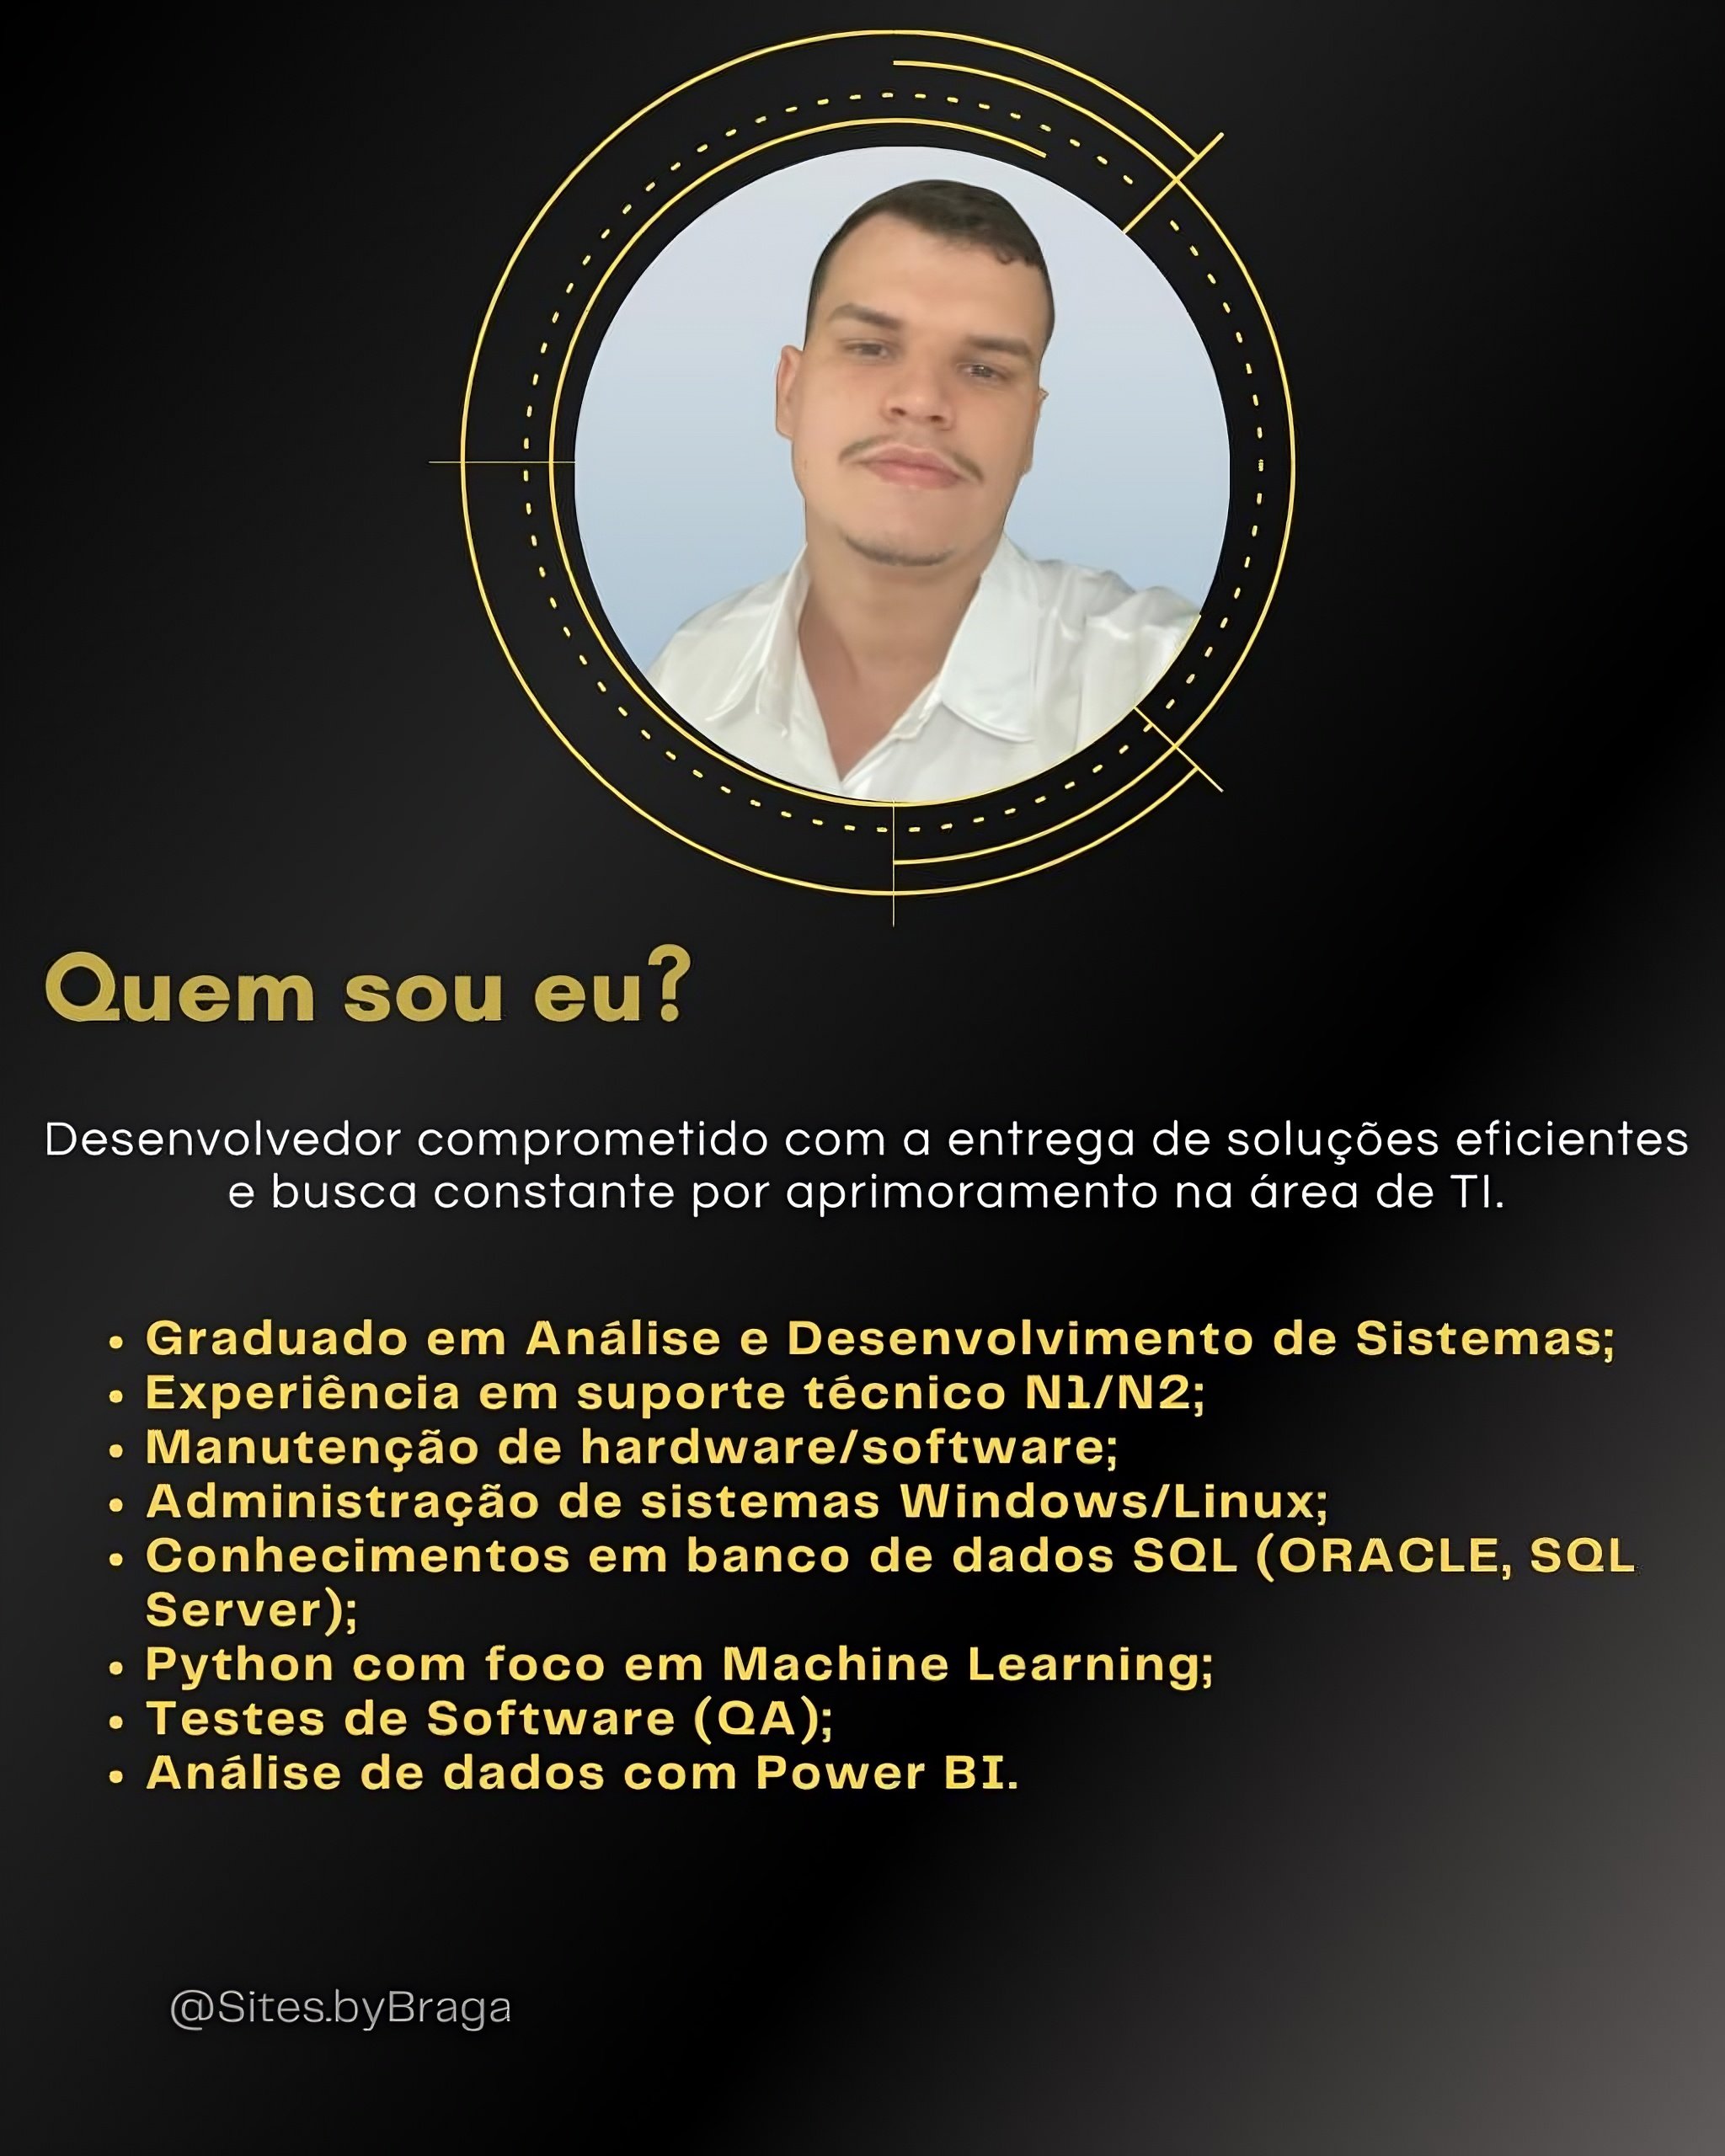 Quem sou eu?
Desenvolvedor comprometido com a entrega de soluções eficientes
e busca constante por aprimoramento na área de TI.
• Graduado em Análise e Desenvolvimento de Sistemas;
• Experiência em suporte técnico N1/N2;
• Manutenção de hardware/software;
• Administração de sistemas Windows/Linux;
• Conhecimentos em banco de dados SQL (ORACLE, SQL
Server);
• Python com foco em Machine Learning;
• Testes de Software (QA);
• Análise de dados com Power BI.
@Sites.byBraga